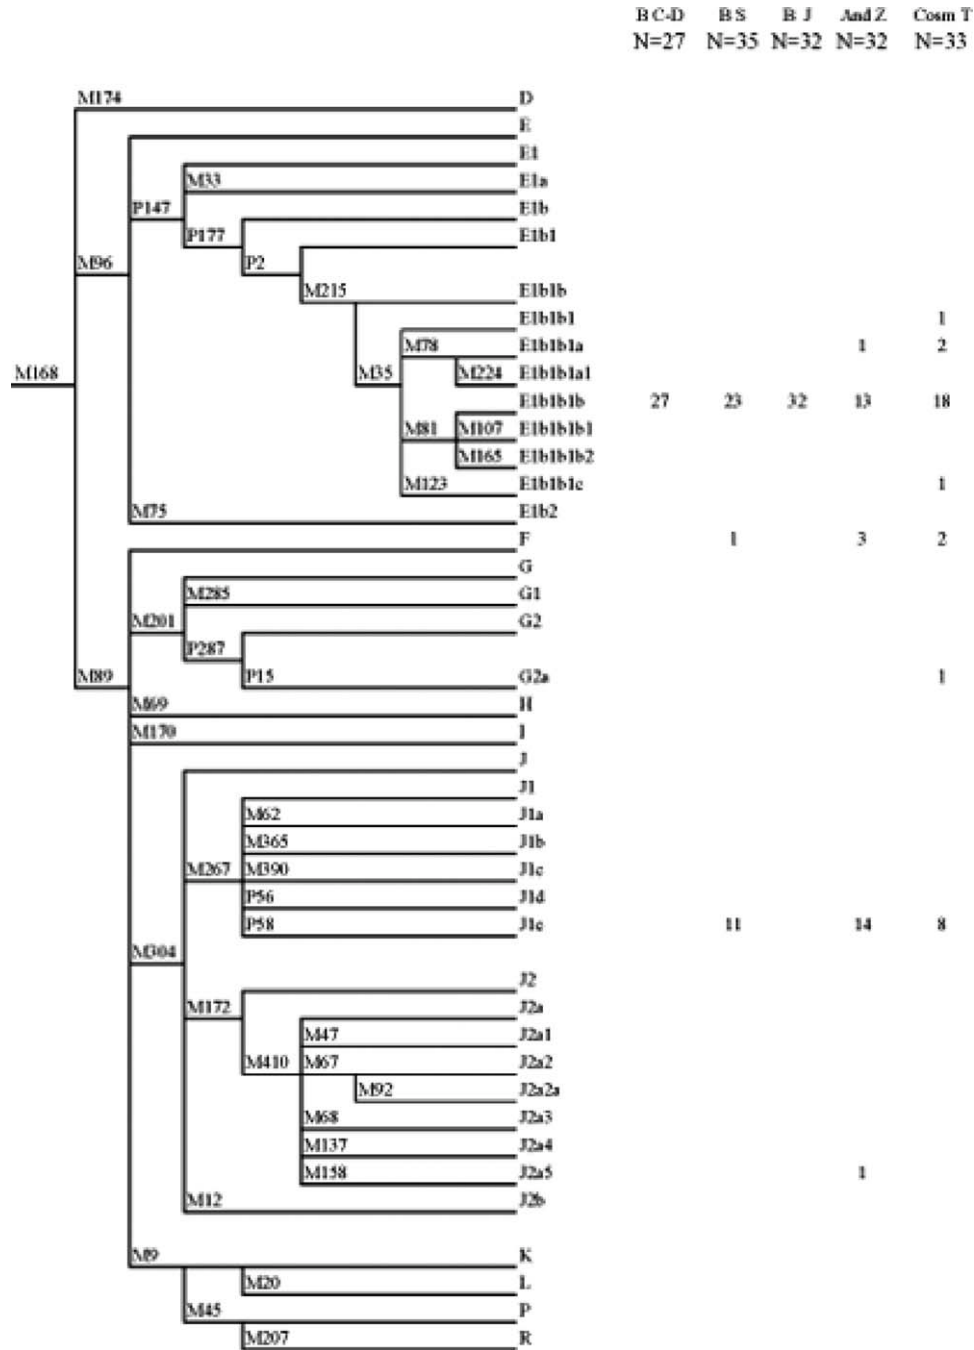 B C-D B S B J And Z Cosm T
N=27 N=35 N=32 N=32 N=33
M174 D
E
E1
M33 E1a
P147 E1b
P177 E1b1
M96 P2
M215 E1b1b
E1b1b1 1
M78 E1b1b1a 1 2
M168 M35 M224 E1b1b1a1
E1b1b1b 27 23 32 13 18
M81 M107 E1b1b1b1
M165 E1b1b1b2
M123 E1b1b1c 1
M75 E1b2
F 1 3 2
G
M285 G1
M201 G2
P287
M89 P15 G2a 1
M69 H
M170 I
J
J1
M62 J1a
M365 J1b
M267 M390 J1c
P56 J1d
P58 J1e 11 14 8
M304
J2
M172 J2a
M47 J2a1
M410 M67 J2a2
M92 J2a2a
M68 J2a3
M137 J2a4
M158 J2a5 1
M12 J2b
M9 K
M20 L
M45 P
M207 R